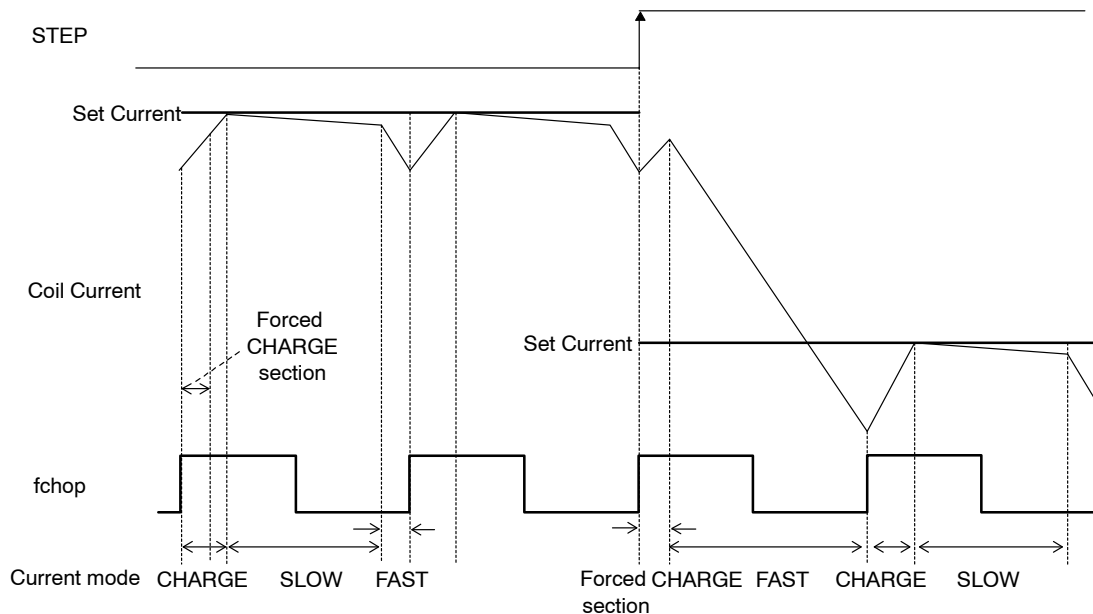 STEP
Set Current
Coil Current
Forced
CHARGE
section
Set Current
fchop
Current mode
CHARGE
SLOW
FAST
Forced CHARGE
section
FAST
CHARGE
SLOW